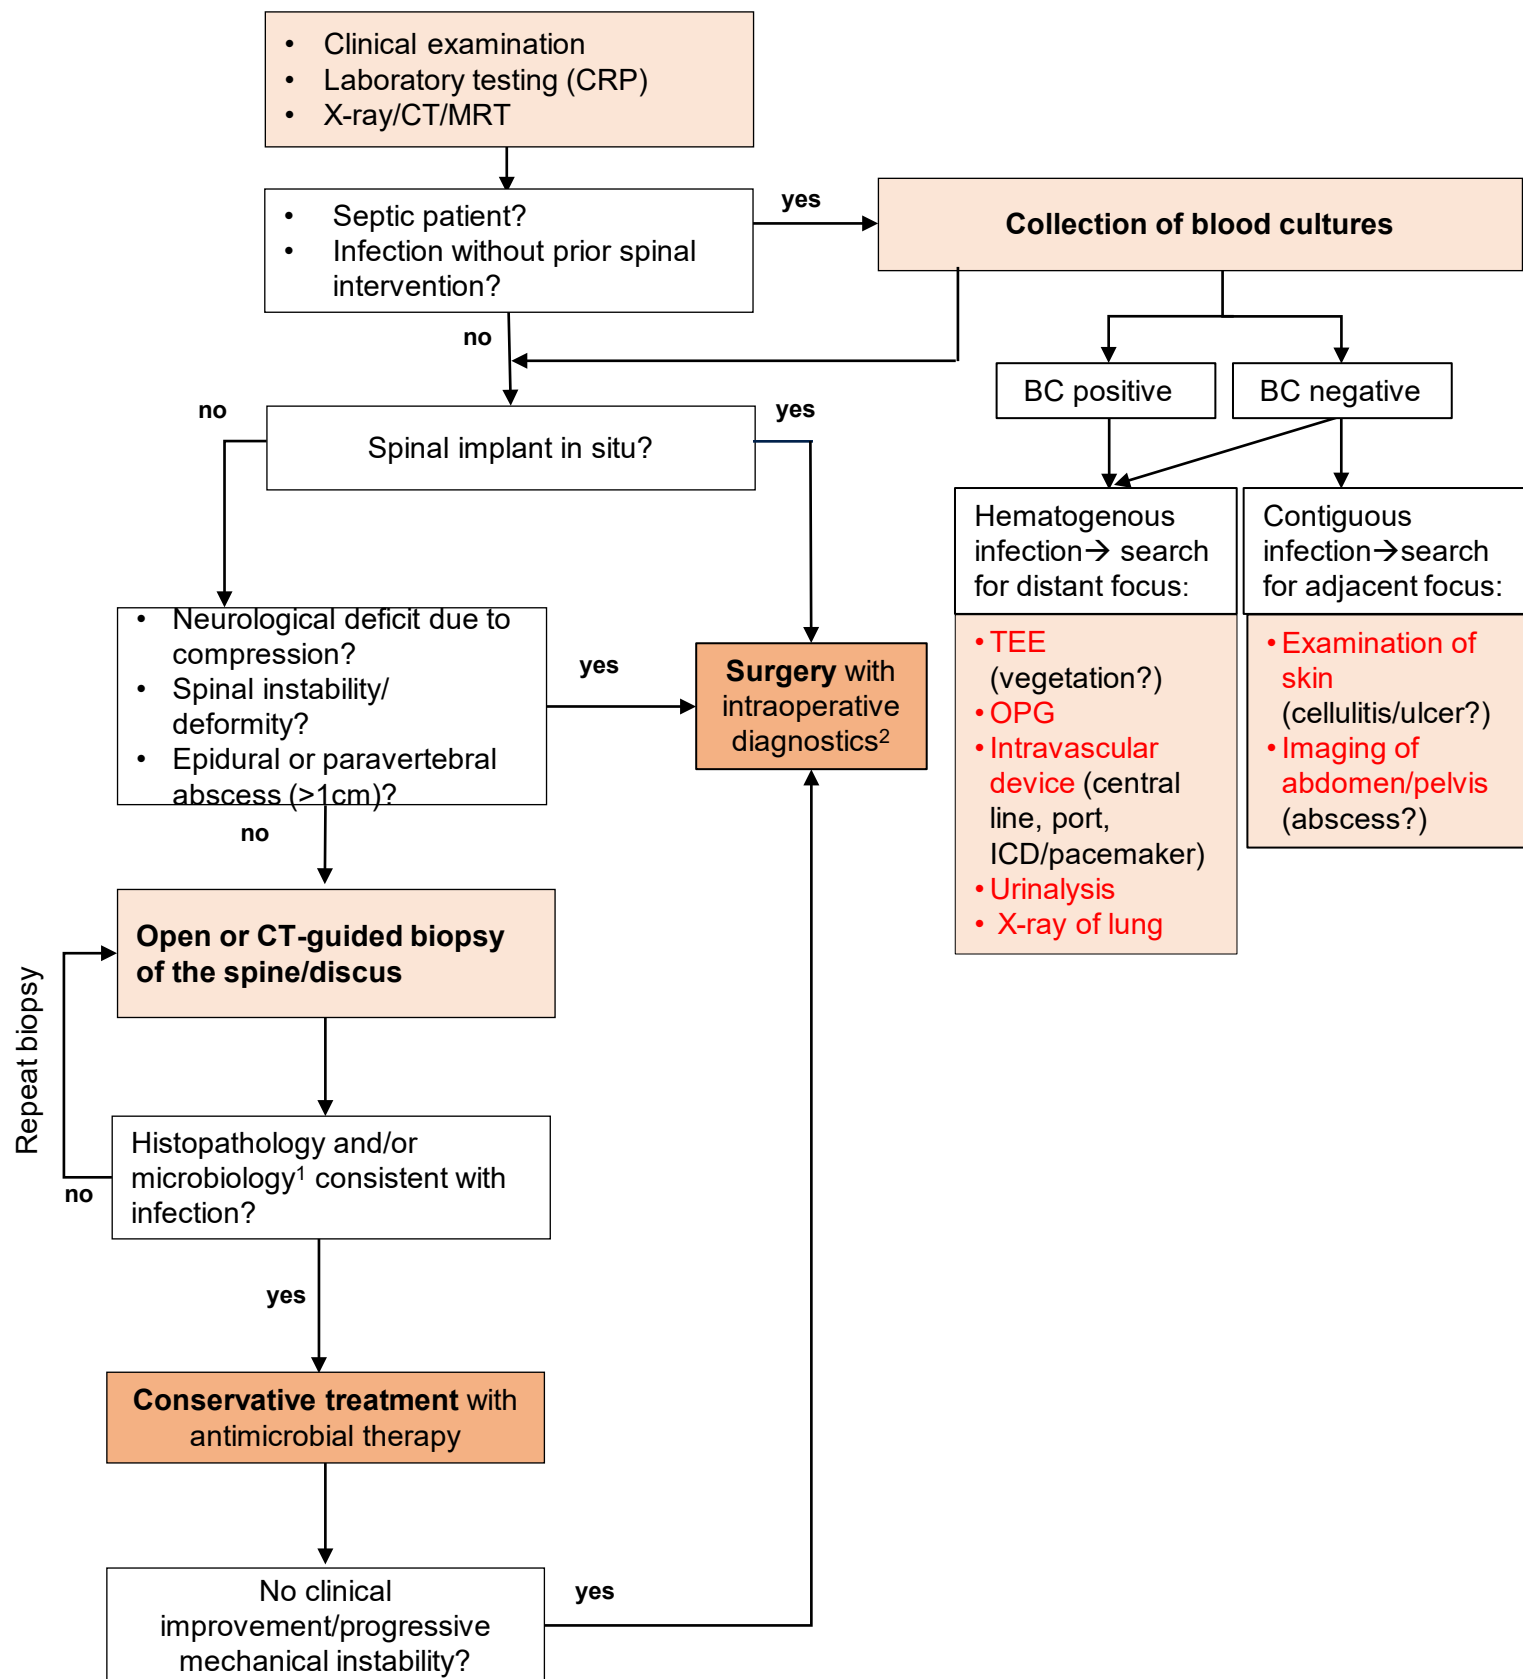 • Clinical examination
• Laboratory testing (CRP)
• X-ray/CT/MRT
• Septic patient?
• Infection without prior spinal
intervention?
yes
Collection of blood cultures
no
BC positive
BC negative
no
Spinal implant in situ?
yes
Hematogenous
infection→ search
for distant focus:
Contiguous
infection→search
for adjacent focus:
• TEE
(vegetation?)
• OPG
• Intravascular
device (central
line, port,
ICD/pacemaker)
• Urinalysis
• X-ray of lung
• Examination of
skin
(cellulitis/ulcer?)
• Imaging of
abdomen/pelvis
(abscess?)
• Neurological deficit due to
compression?
• Spinal instability/
deformity?
• Epidural or paravertebral
abscess (>1cm)?
yes
Surgery with
intraoperative
diagnostics²
no
Open or CT-guided biopsy
of the spine/discus
Repeat biopsy
Histopathology and/or
microbiology¹ consistent with
infection?
no
yes
Conservative treatment with
antimicrobial therapy
No clinical
improvement/progressive
mechanical instability?
yes